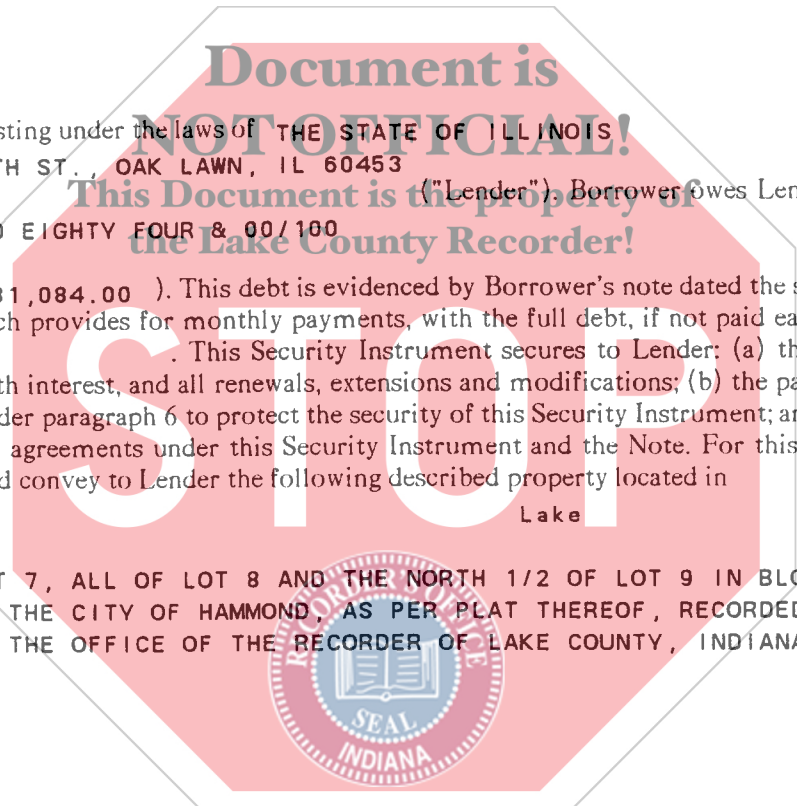 Document is
sting under the laws of THE STATE OF ILLINOIS
NOT OFFICIAL!
TH ST., OAK LAWN, IL 60453
("Lender"). Borrower owes Len
This Document is the property of
EIGHTY FOUR & 00/100
the Lake County Recorder!
31,084.00 ). This debt is evidenced by Borrower's note dated the s
ch provides for monthly payments, with the full debt, if not paid ea
. This Security Instrument secures to Lender: (a) th
th interest, and all renewals, extensions and modifications; (b) the pa
der paragraph 6 to protect the security of this Security Instrument; an
agreements under this Security Instrument and the Note. For this
d convey to Lender the following described property located in
Lake
STOP
T 7, ALL OF LOT 8 AND THE NORTH 1/2 OF LOT 9 IN BLO
THE CITY OF HAMMOND, AS PER PLAT THEREOF, RECORDED
THE OFFICE OF THE RECORDER OF LAKE COUNTY, INDIANA
RECORDER'S OFFICE
SEAL
INDIANA